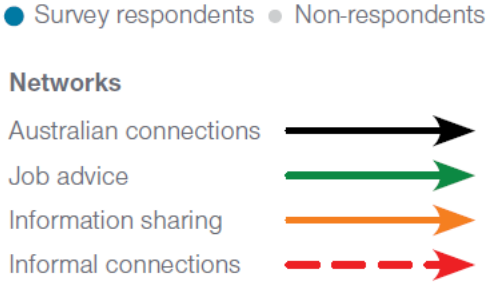 Survey respondents Non-respondents
Networks
Australian connections
Job advice
Information sharing
Informal connections